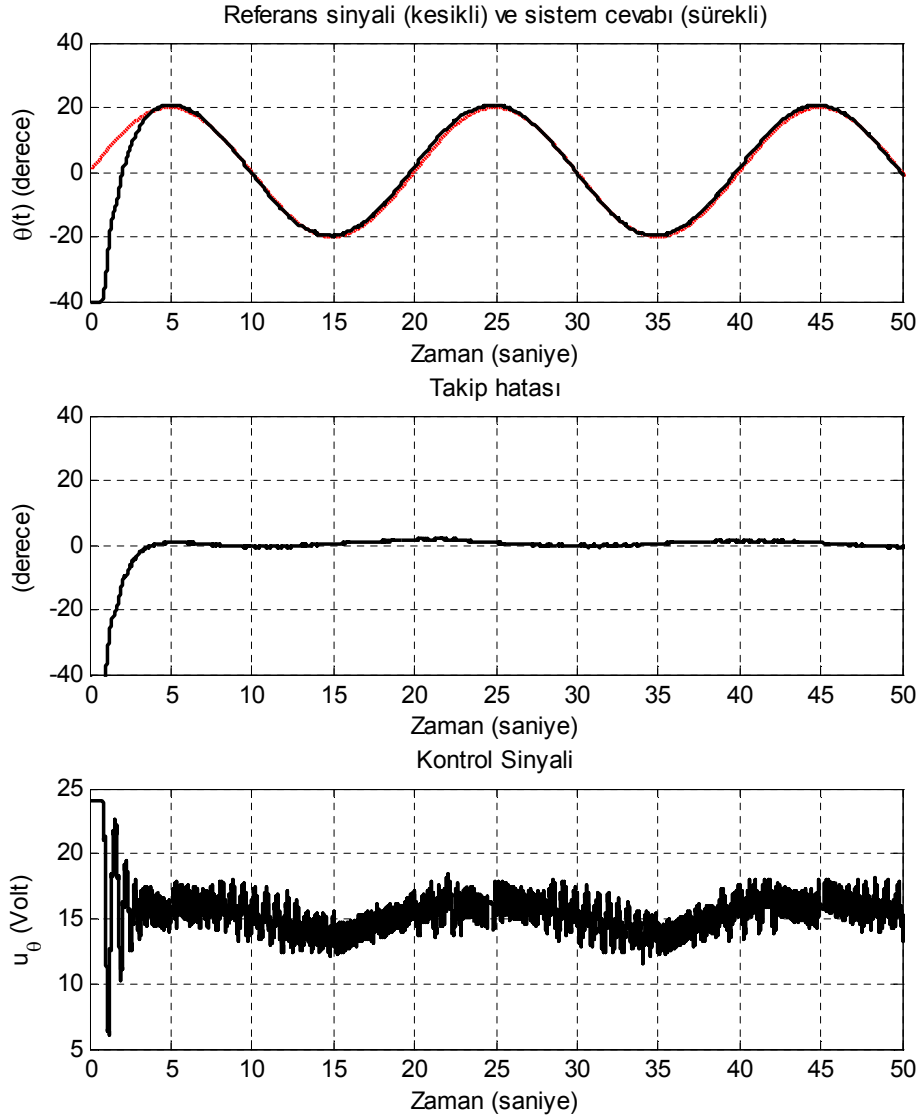 Referans sinyali (kesikli) ve sistem cevabı (sürekli)
40
20
0
-20
-40
θ(t) (derece)
0 5 10 15 20 25 30 35 40 45 50
Zaman (saniye)
Takip hatası
40
20
0
-20
-40
(derece)
0 5 10 15 20 25 30 35 40 45 50
Zaman (saniye)
Kontrol Sinyali
25
20
15
10
5
uθ (Volt)
0 5 10 15 20 25 30 35 40 45 50
Zaman (saniye)